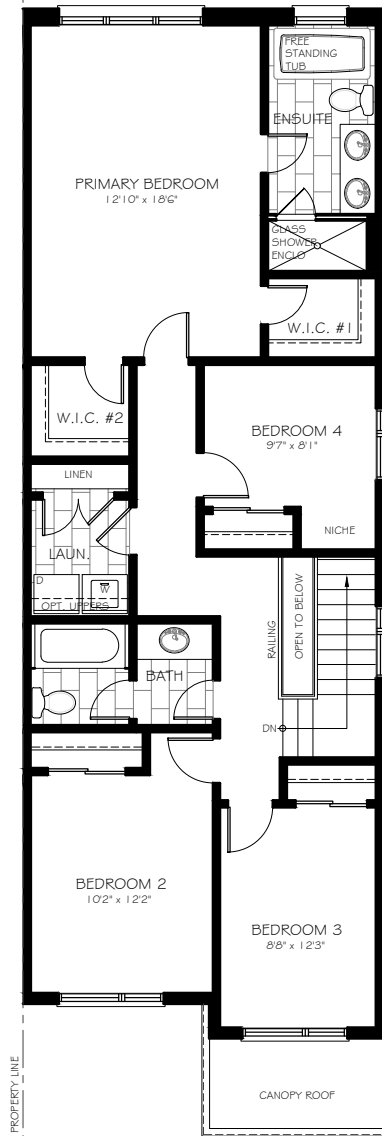 FREE
STANDING
TUB
ENSUITE
PRIMARY BEDROOM
12'10" x 18'6"
GLASS
SHOWER
ENCLO
W.I.C. #1
W.I.C. #2
BEDROOM 4
9'7" x 8'1"
LINEN
NICHE
LAUN.
D
W
OPT. UPPERS
RAILING
OPEN TO BELOW
BATH
DN
BEDROOM 2
10'2" x 12'2"
BEDROOM 3
8'8" x 12'3"
PROPERTY LINE
CANOPY ROOF